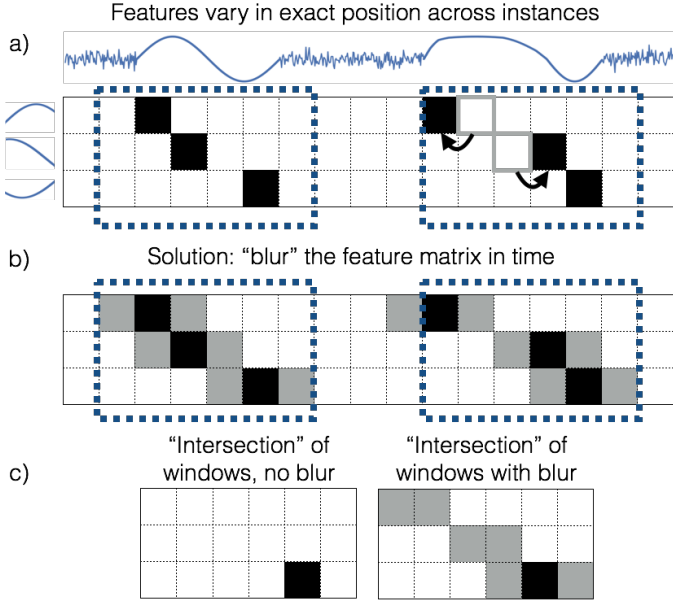 Features vary in exact position across instances
a)
b)
Solution: “blur” the feature matrix in time
“Intersection” of
windows, no blur
“Intersection” of
windows with blur
c)